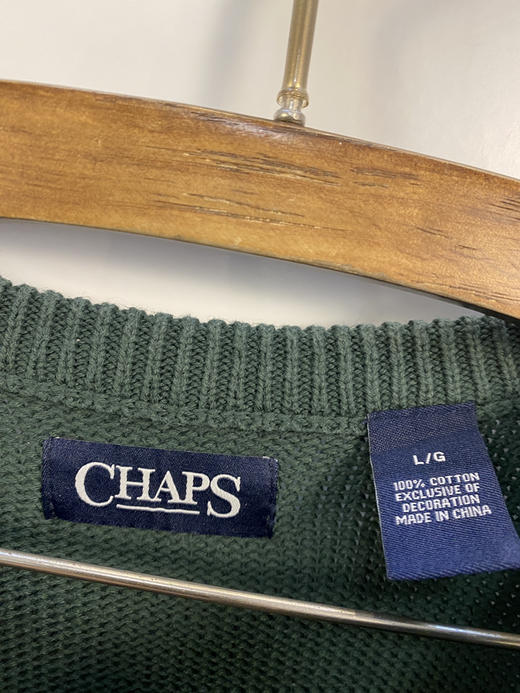 CHAPS
L/G
100% COTTON
EXCLUSIVE OF
DECORATION
MADE IN CHINA